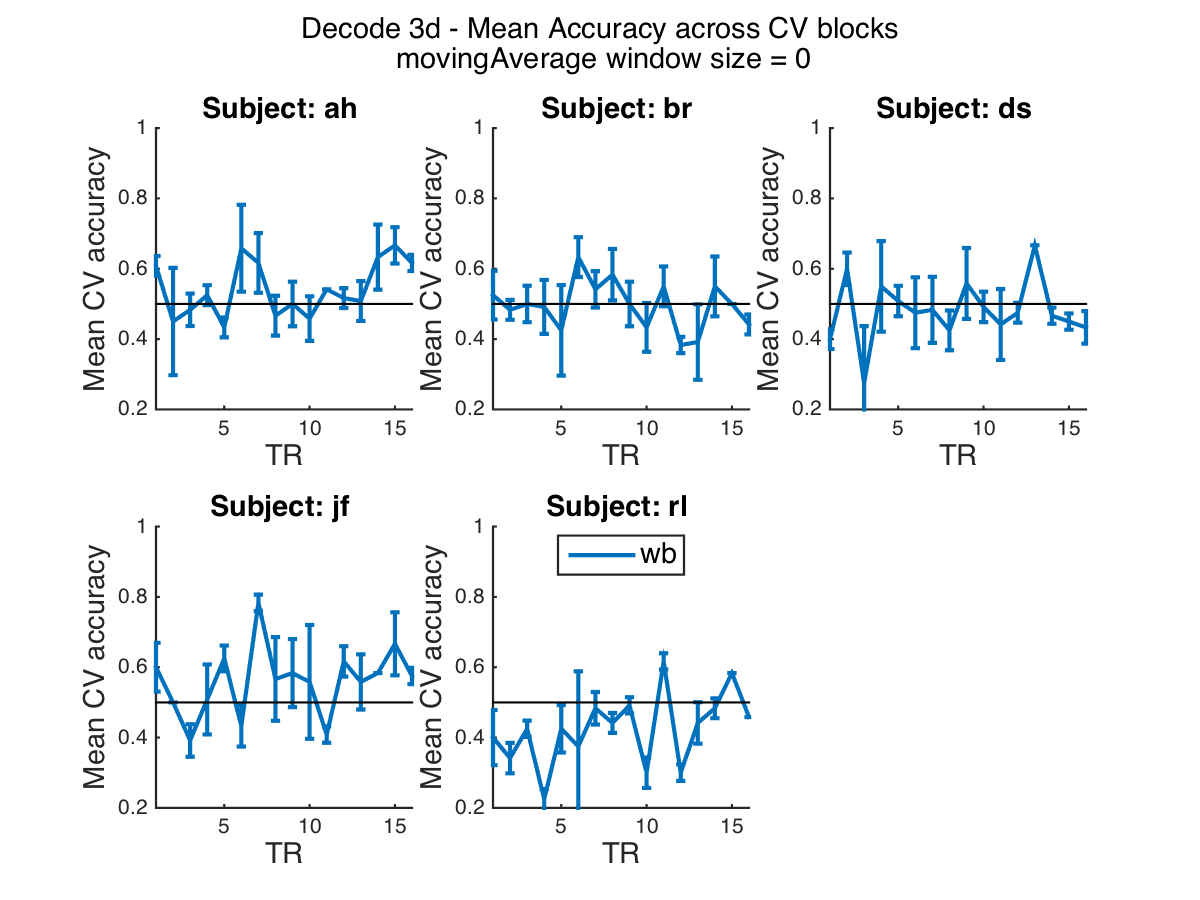 Decode 3d - Mean Accuracy across CV blocks
movingAverage window size = 0
Subject: ah
1
0.8
0.6
0.4
0.2
Mean CV accuracy
5 10 15
TR
Subject: br
1
0.8
0.6
0.4
0.2
Mean CV accuracy
5 10 15
TR
Subject: ds
1
0.8
0.6
0.4
0.2
Mean CV accuracy
5 10 15
TR
Subject: jf
1
0.8
0.6
0.4
0.2
Mean CV accuracy
5 10 15
TR
Subject: rl
wb
1
0.8
0.6
0.4
0.2
Mean CV accuracy
5 10 15
TR